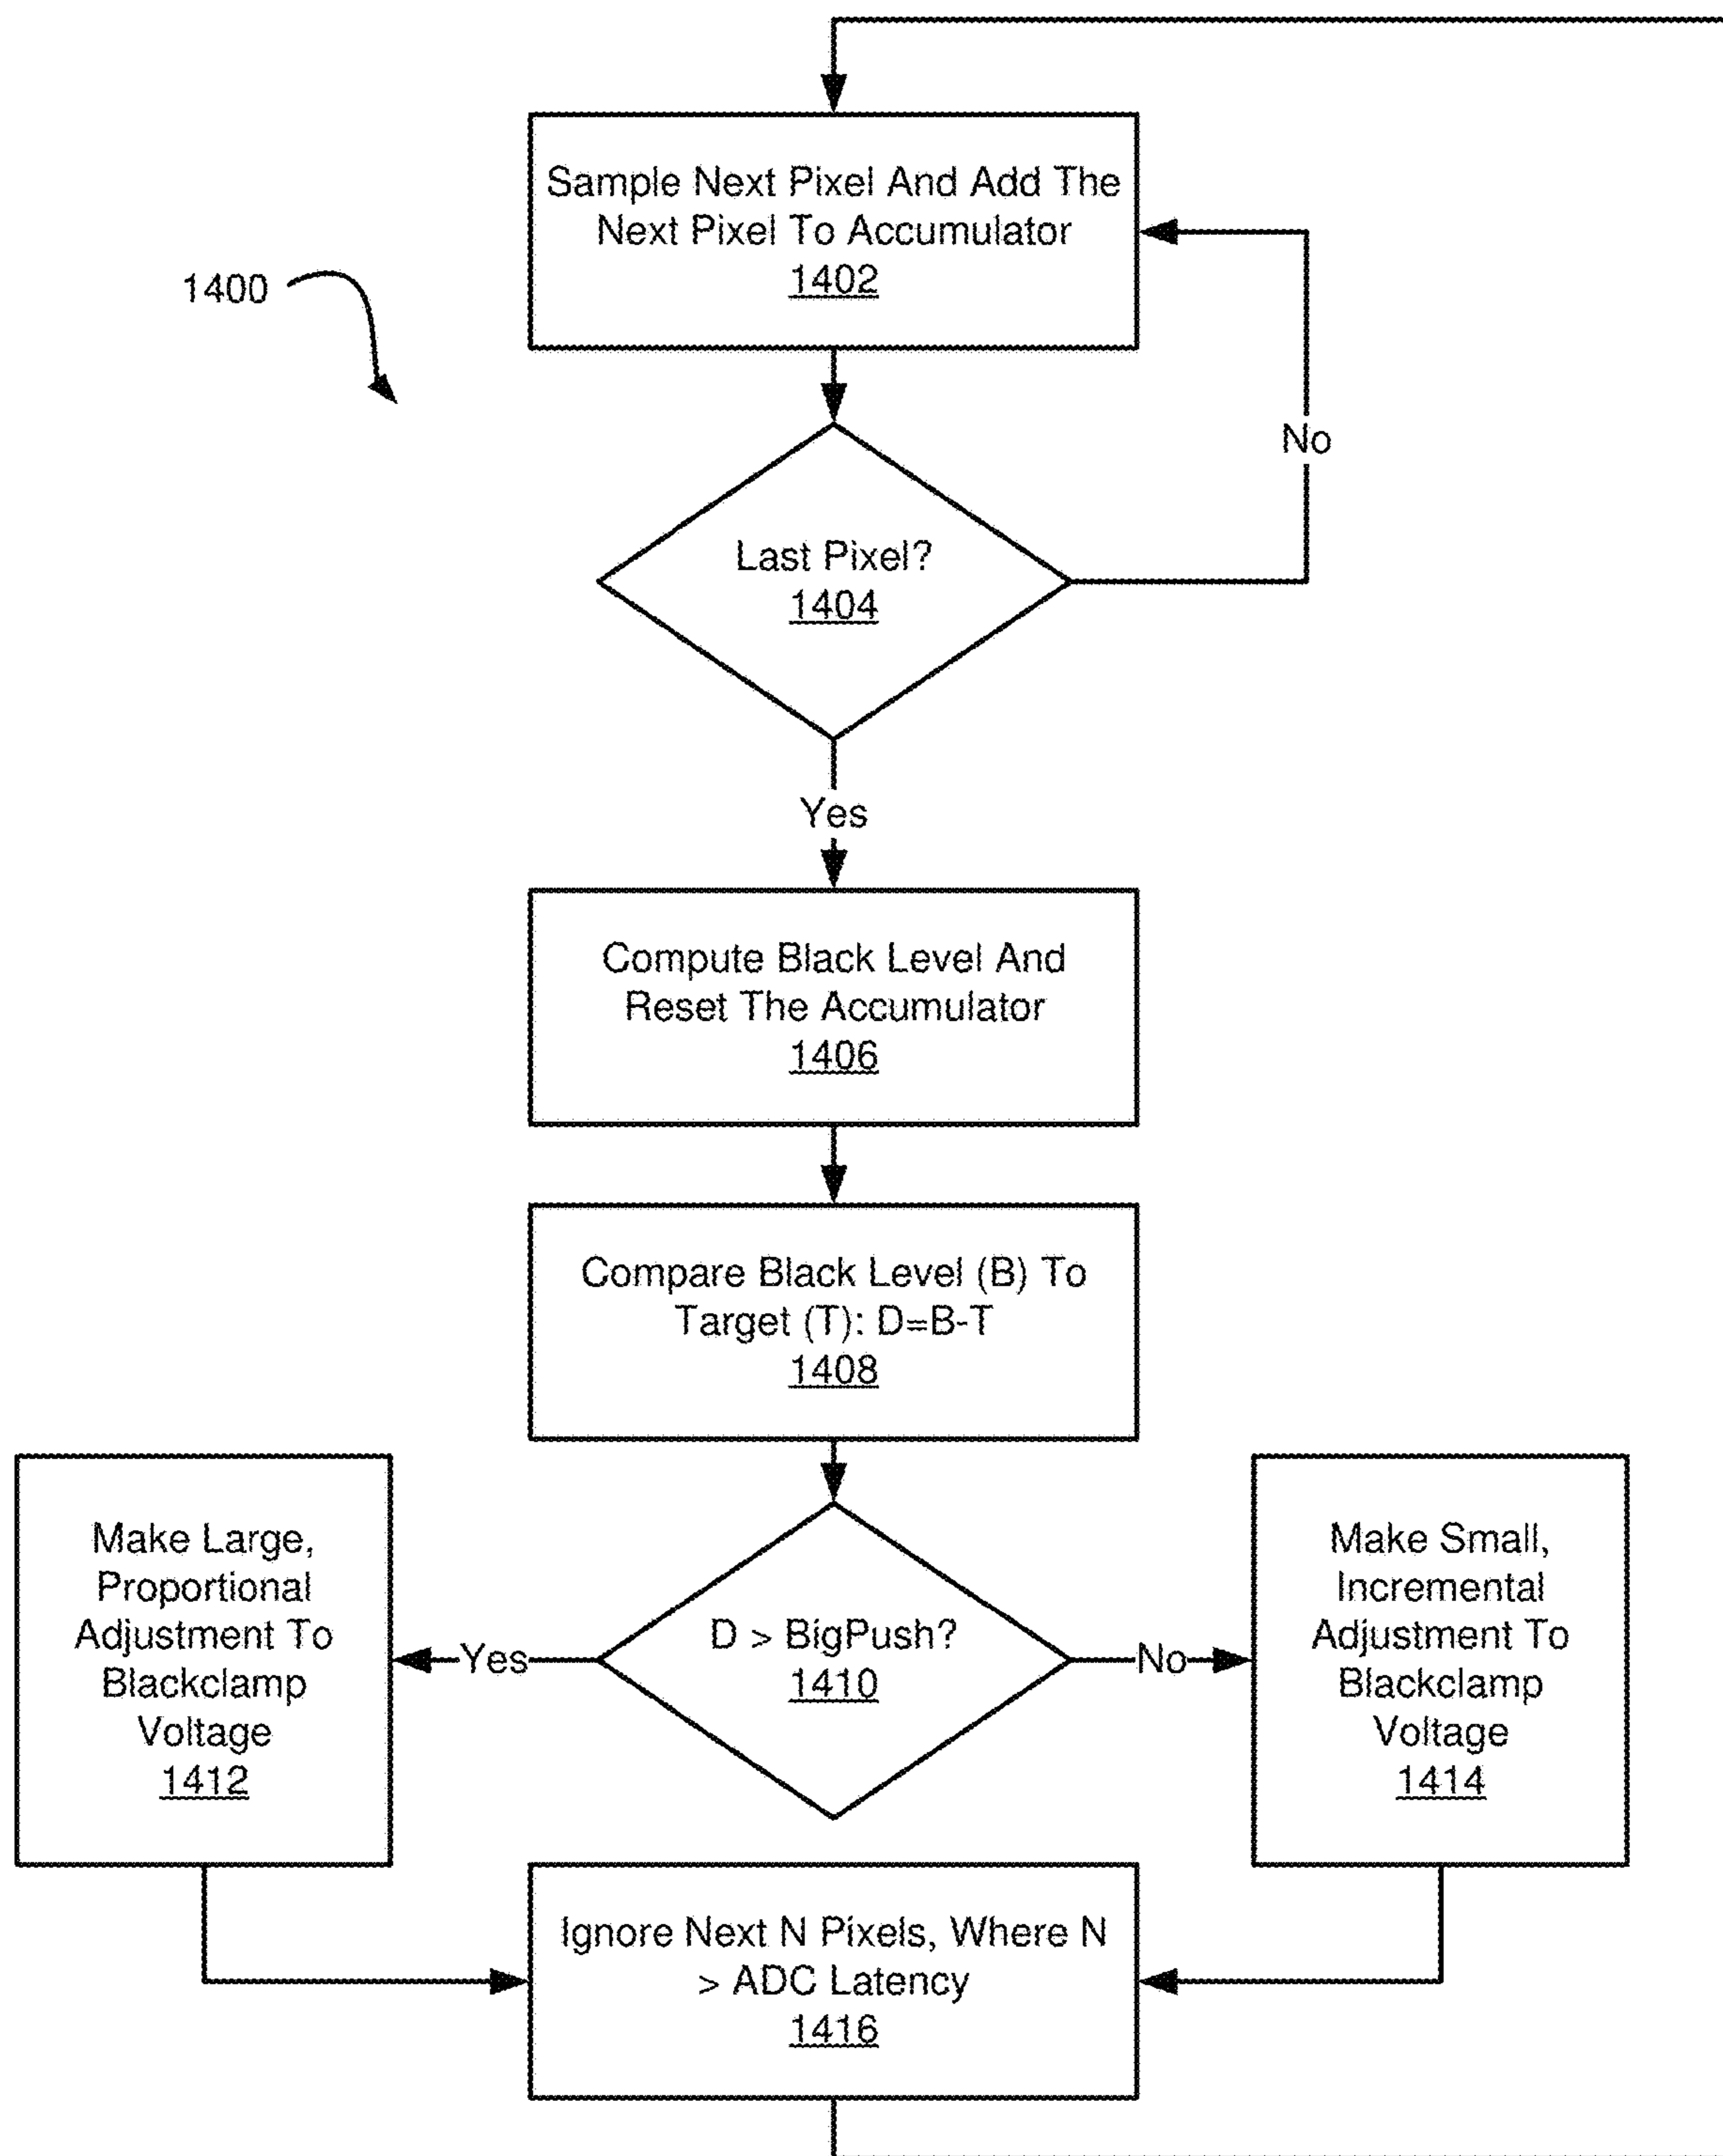 Sample Next Pixel And Add The
Next Pixel To Accumulator
1402
1400
No
Last Pixel?
1404
Yes
Compute Black Level And
Reset The Accumulator
1406
Compare Black Level (B) To
Target (T): D=B-T
1408
Make Large,
Proportional
Adjustment To
Blackclamp
Voltage
1412
Yes
D > BigPush?
1410
No
Make Small,
Incremental
Adjustment To
Blackclamp
Voltage
1414
Ignore Next N Pixels, Where N
> ADC Latency
1416